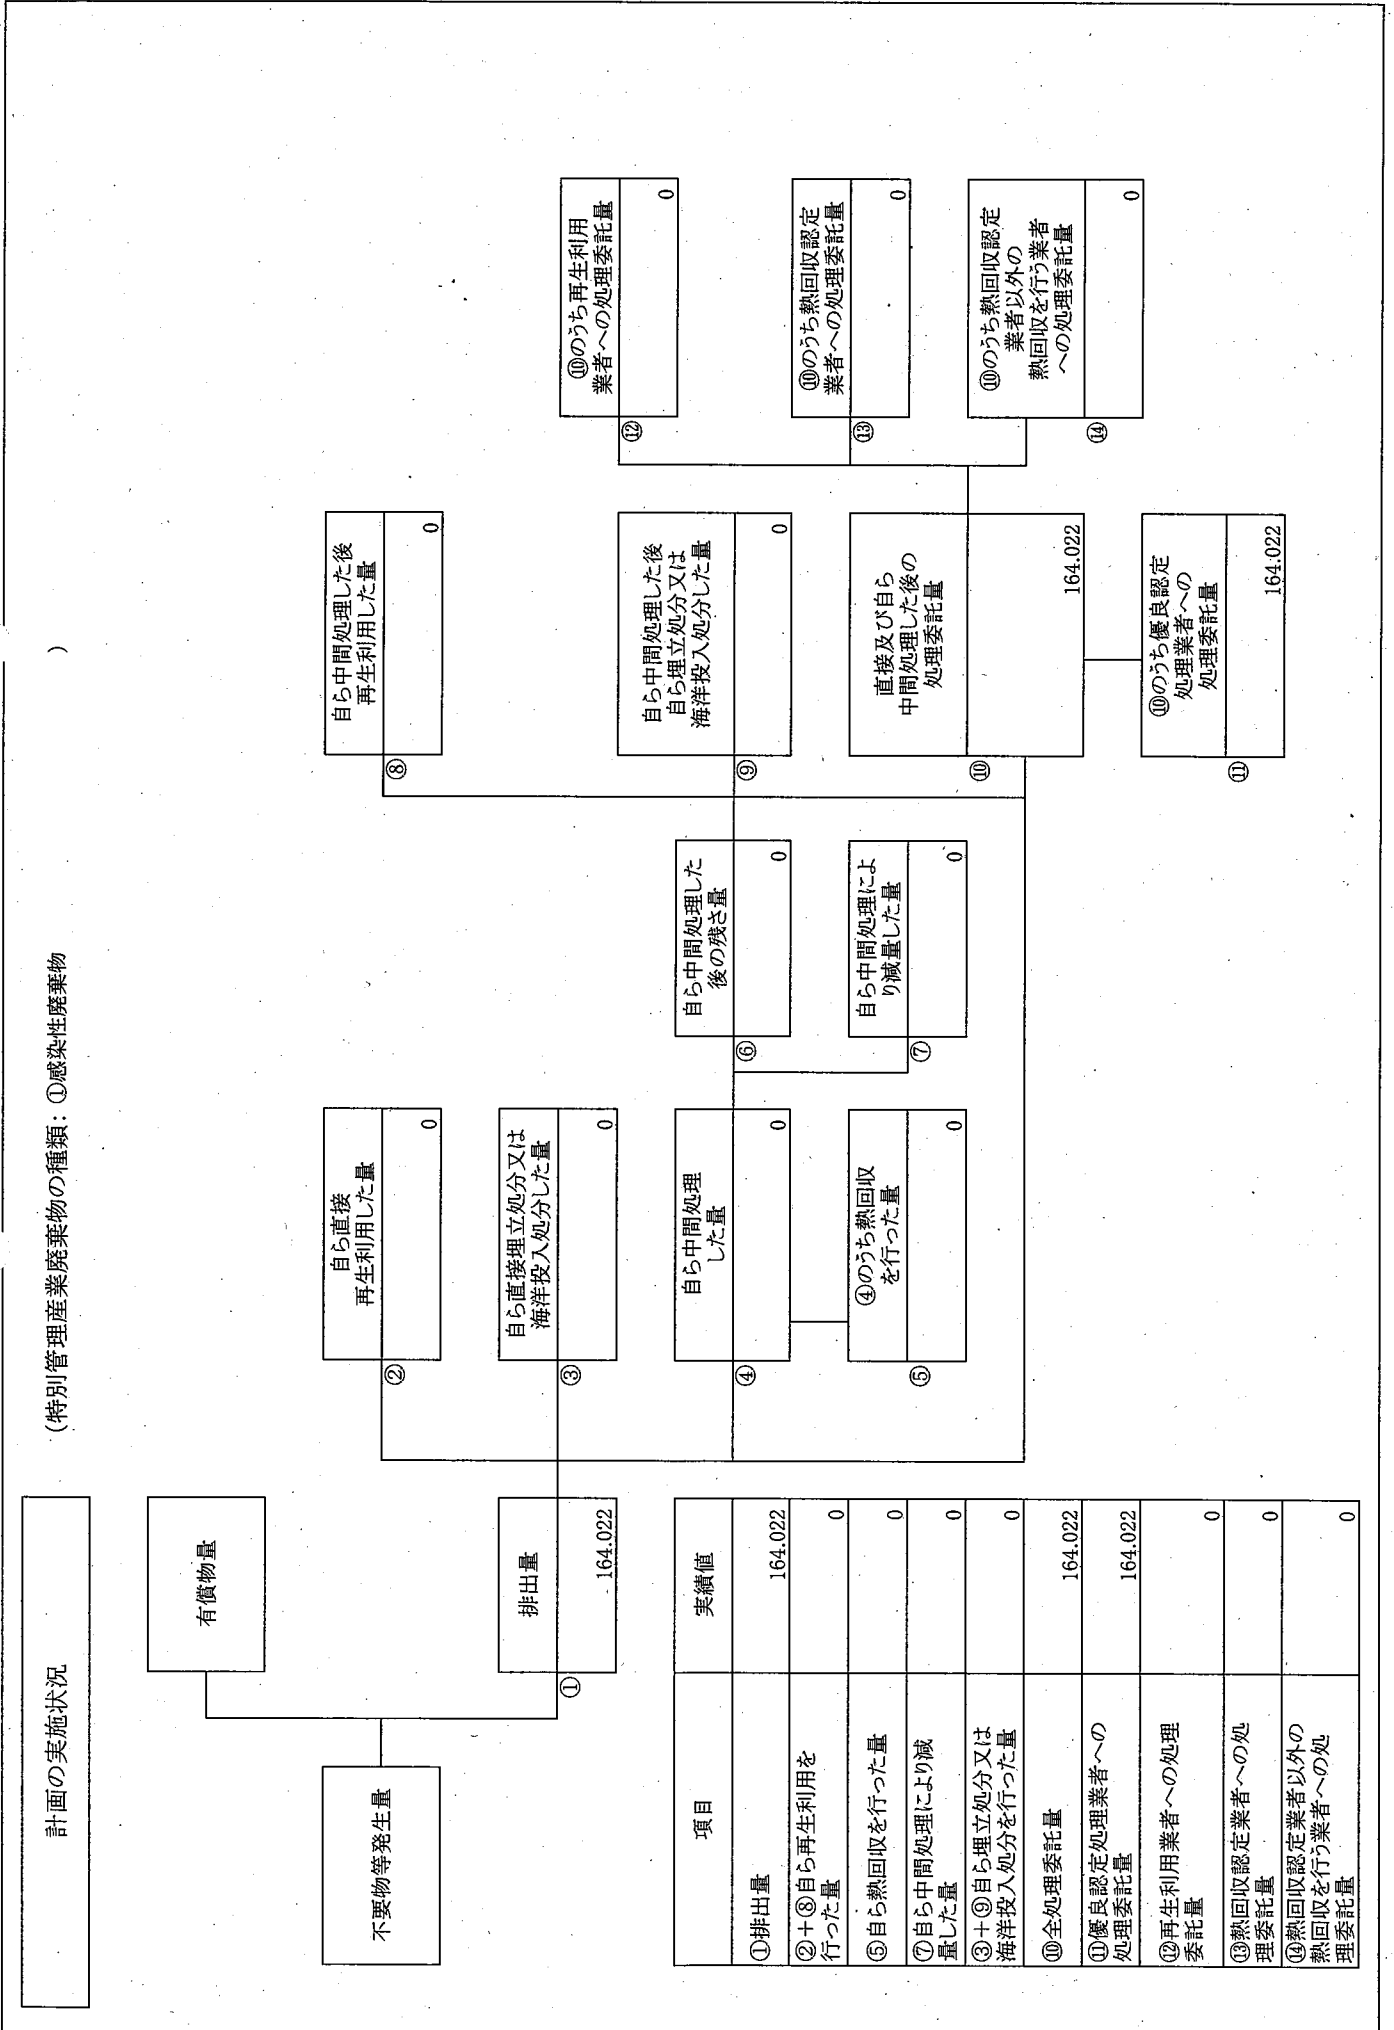 計画の実施状況
(特別管理産業廃棄物の種類：①感染性廃棄物
)
不要物等発生量
有償物量
排出量
①
164.022
自ら直接
再生利用した量
②
0
自ら直接埋立処分又は
海洋投入処分した量
③
0
自ら中間処理
した量
④
0
④のうち熱回収
を行った量
⑤
0
自ら中間処理した
後の残さ量
⑥
0
自ら中間処理によ
り減量した量
⑦
0
自ら中間処理した後
再生利用した量
⑧
0
自ら中間処理した後
自ら埋立処分又は
海洋投入処分した量
⑨
0
直接及び自ら
中間処理した後の
処理委託量
⑩
164.022
⑩のうち優良認定
処理業者への
処理委託量
⑪
164.022
⑩のうち再生利用
業者への処理委託量
⑫
0
⑩のうち熱回収認定
業者への処理委託量
⑬
0
⑩のうち熱回収認定
業者以外の
熱回収を行う業者
への処理委託量
⑭
0
項目
実績値
①排出量
164.022
②＋⑧自ら再生利用を
行った量
0
⑤自ら熱回収を行った量
0
⑦自ら中間処理により減
量した量
0
③＋⑨自ら埋立処分又は
海洋投入処分を行った量
0
⑩全処理委託量
164.022
⑪優良認定処理業者への
処理委託量
164.022
⑫再生利用業者への処理
委託量
0
⑬熱回収認定業者への処
理委託量
0
⑭熱回収認定業者以外の
熱回収を行う業者への処
理委託量
0